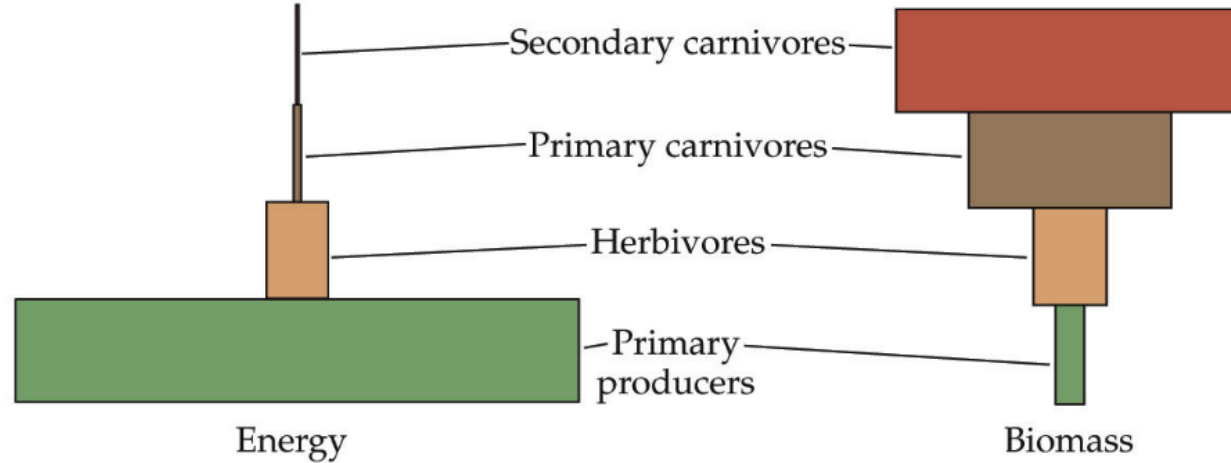 Secondary carnivores
Primary carnivores
Herbivores
Primary
producers
Energy
Biomass